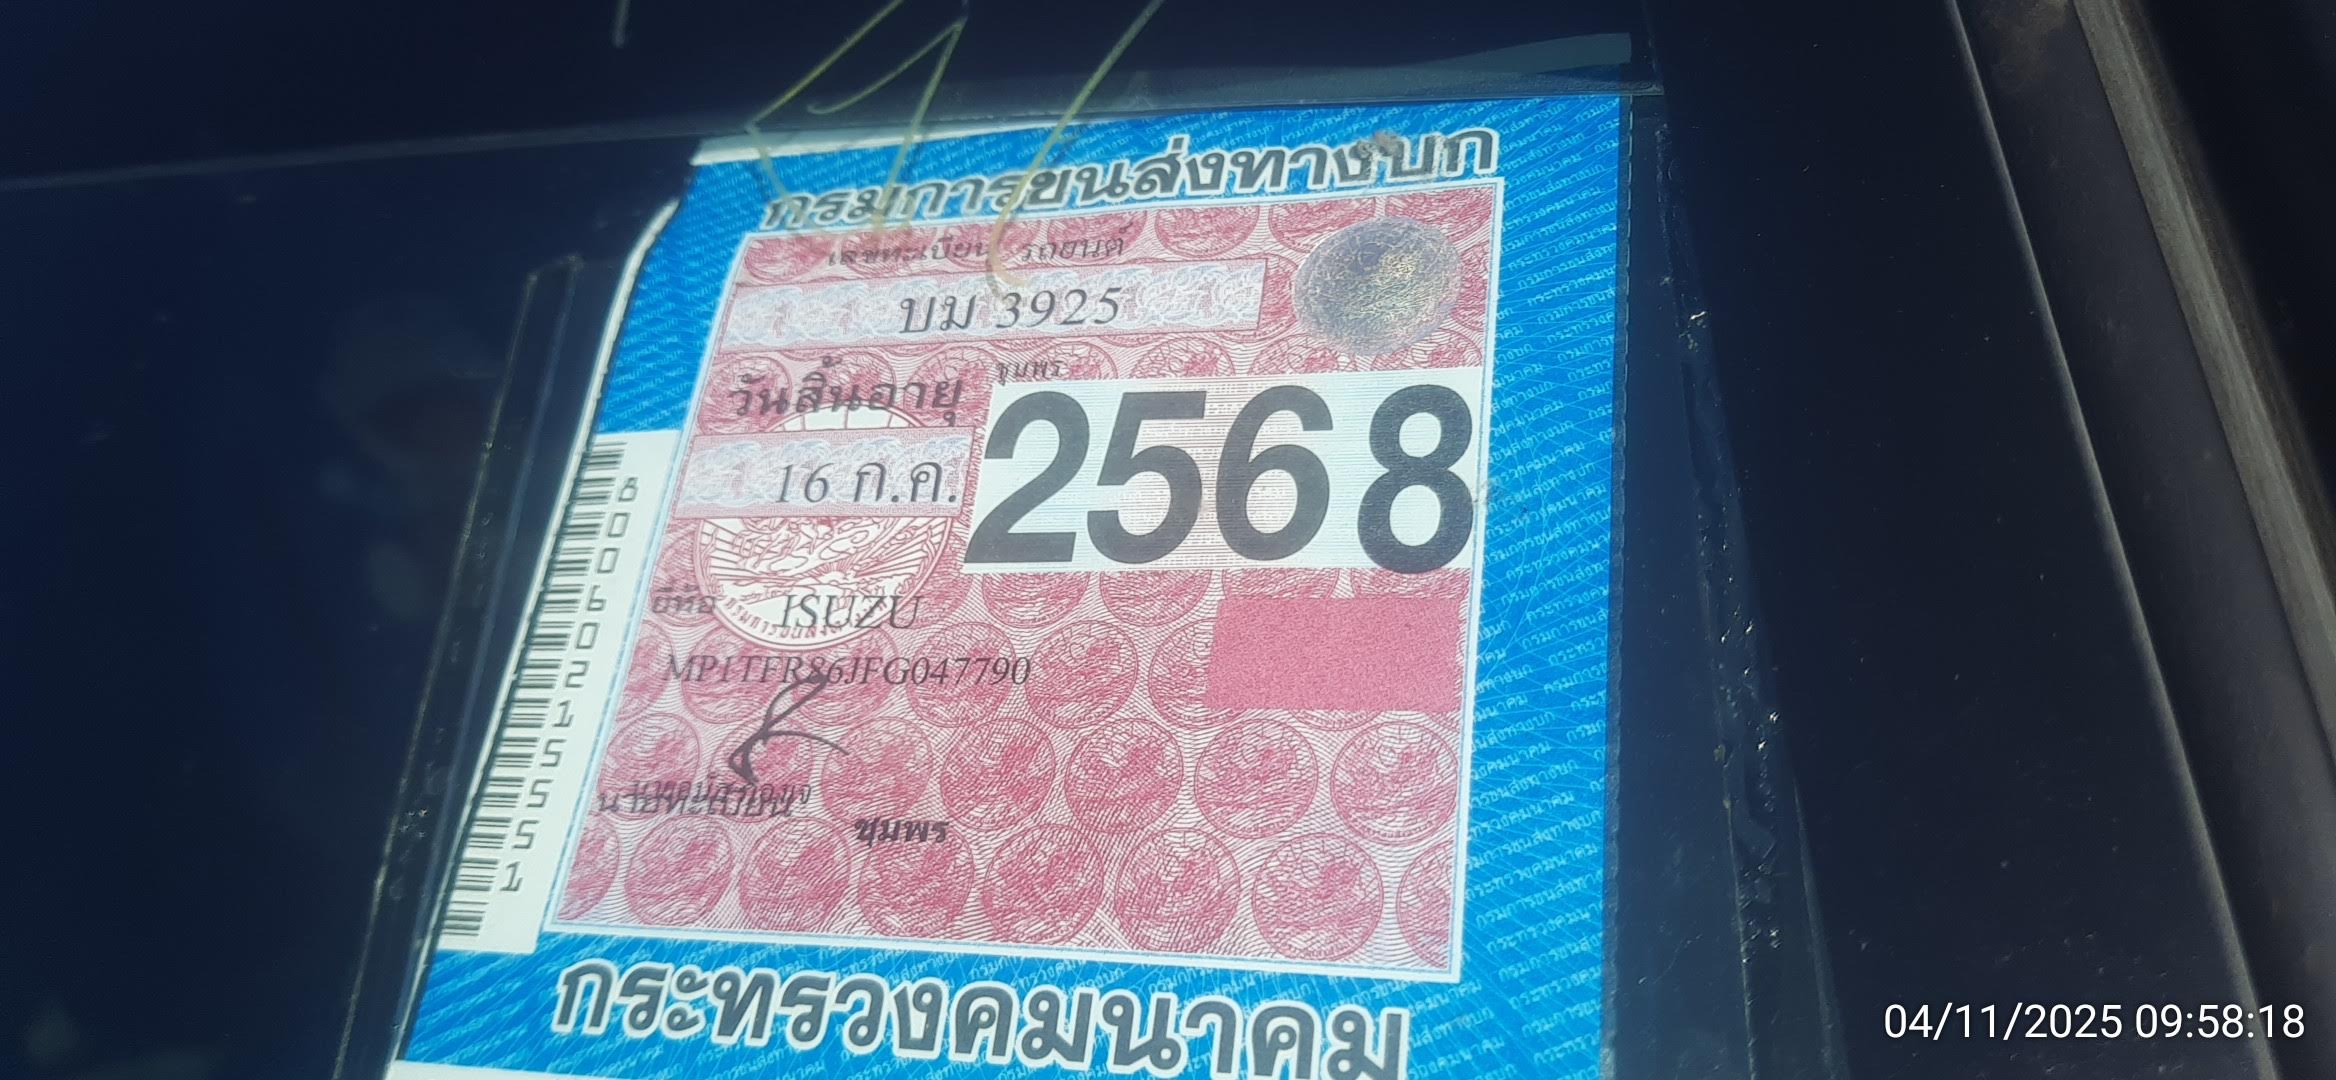 กรมการขนส่งทางบก
เลขทะเบียน รถยนต์
บม 3925
ชุมพร
วันสิ้นอายุ
2568
16 ก.ค.
ยี่ห้อ ISUZU
MP1TFR86JFG047790
นายทะเบียน
ชุมพร
8006021555​1
กระทรวงคมนาคม
04/11/2025 09:58:18